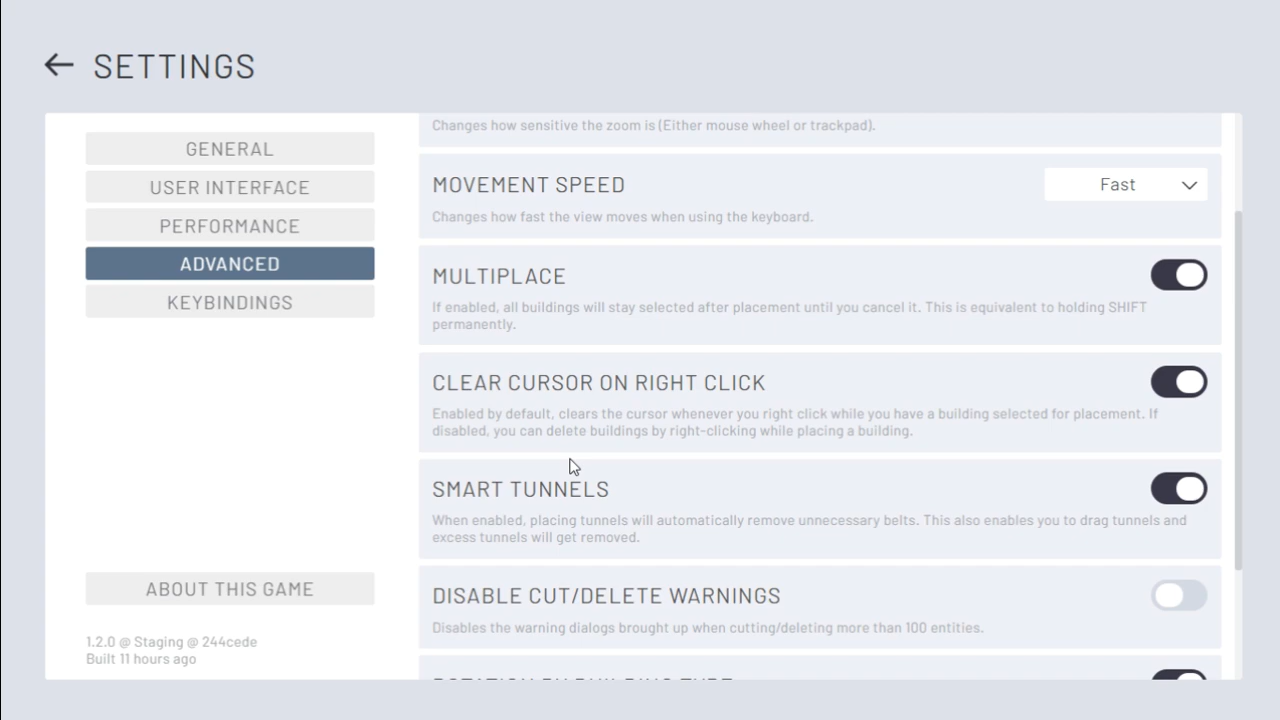 SETTINGS
GENERAL
USER INTERFACE
PERFORMANCE
ADVANCED
KEYBINDINGS
ABOUT THIS GAME
1.2.0 @ Staging @ 244cede
Built 11 hours ago
Changes how sensitive the zoom is (Either mouse wheel or trackpad).
MOVEMENT SPEED
Fast
Changes how fast the view moves when using the keyboard.
MULTIPLACE
If enabled, all buildings will stay selected after placement until you cancel it. This is equivalent to holding SHIFT
permanently.
CLEAR CURSOR ON RIGHT CLICK
Enabled by default, clears the cursor whenever you right click while you have a building selected for placement. If
disabled, you can delete buildings by right-clicking while placing a building.
SMART TUNNELS
When enabled, placing tunnels will automatically remove unnecessary belts. This also enables you to drag tunnels and
excess tunnels will get removed.
DISABLE CUT/DELETE WARNINGS
Disables the warning dialogs brought up when cutting/deleting more than 100 entities.